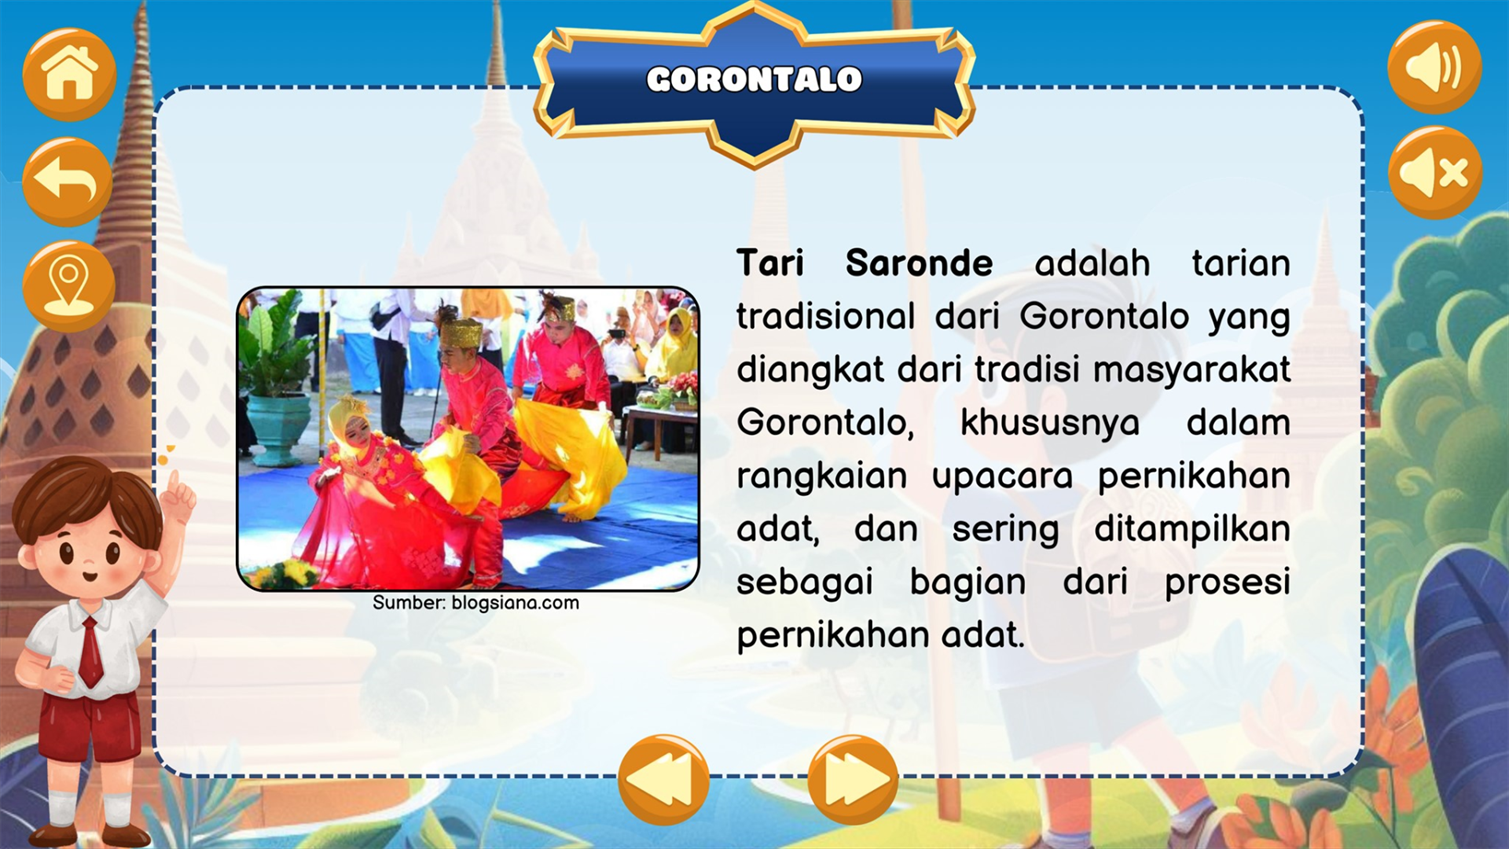 GORONTALO
Tari Saronde adalah tarian
tradisional dari Gorontalo yang
diangkat dari tradisi masyarakat
Gorontalo, khususnya dalam
rangkaian upacara pernikahan
adat, dan sering ditampilkan
sebagai bagian dari prosesi
pernikahan adat.
Sumber: blogsiana.com